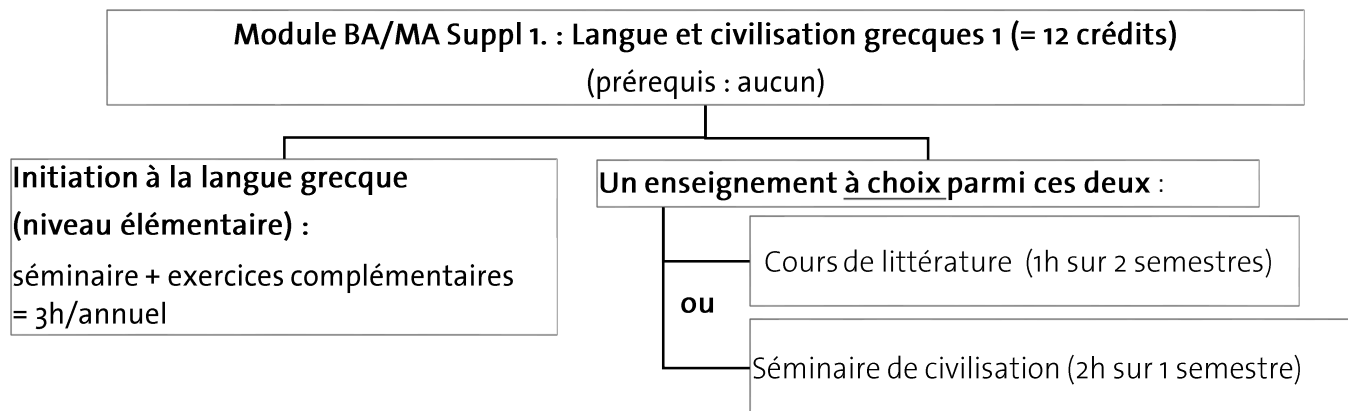 Module BA/MA Suppl 1. : Langue et civilisation grecques 1 (= 12 crédits)
(prérequis : aucun)
Initiation à la langue grecque
(niveau élémentaire) :
séminaire + exercices complémentaires
= 3h/annuel
Un enseignement à choix parmi ces deux :
Cours de littérature (1h sur 2 semestres)
ou
Séminaire de civilisation (2h sur 1 semestre)